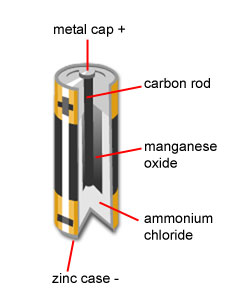 metal cap +
carbon rod
manganese
oxide
ammonium
chloride
zinc case -
+
-